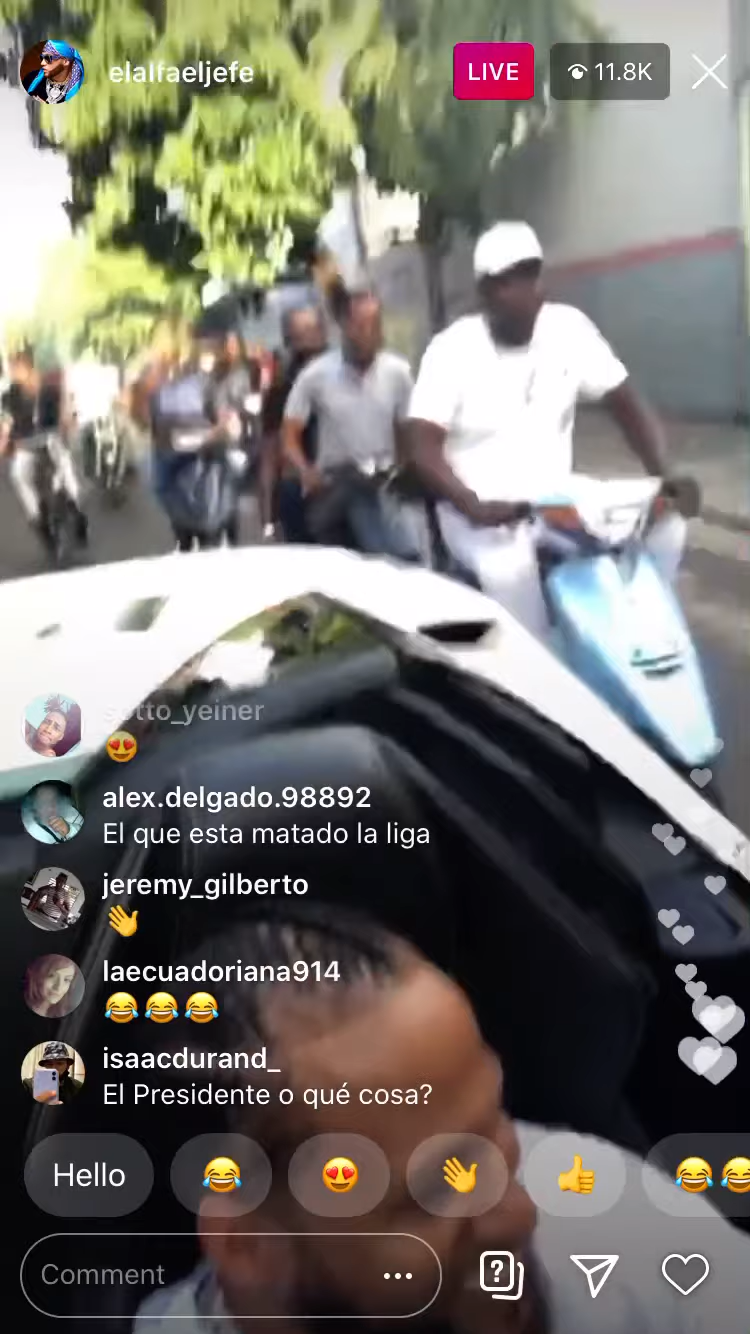 elalfaeljefe
LIVE
11.8K
😍
alex.delgado.98892
El que esta matado la liga
jeremy_gilberto
👋
laecuadoriana914
😂😂😂
isaacdurand_
El Presidente o qué cosa?
Hello 😂 😍 👋 👍 😂😂
Comment